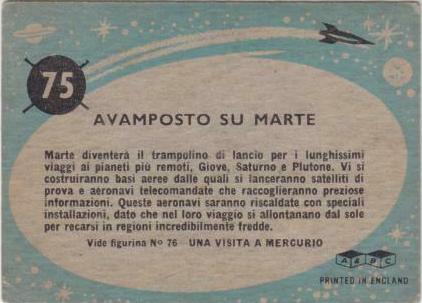 75
AVAMPOSTO SU MARTE
Marte diventerà il trampolino di lancio per i lunghissimi
viaggi ai pianeti più remoti, Giove, Saturno e Plutone. Vi si
costruiranno basi aeree dalle quali si lanceranno satelliti di
prova e aeronavi telecomandate che raccoglieranno preziose
informazioni. Queste aeronavi saranno riscaldate con speciali
installazioni, dato che nel loro viaggio si allontanano dal sole
per recarsi in regioni incredibilmente fredde.
Vide figurina No 76 - UNA VISITA A MERCURIO
A & B C
PRINTED IN ENGLAND